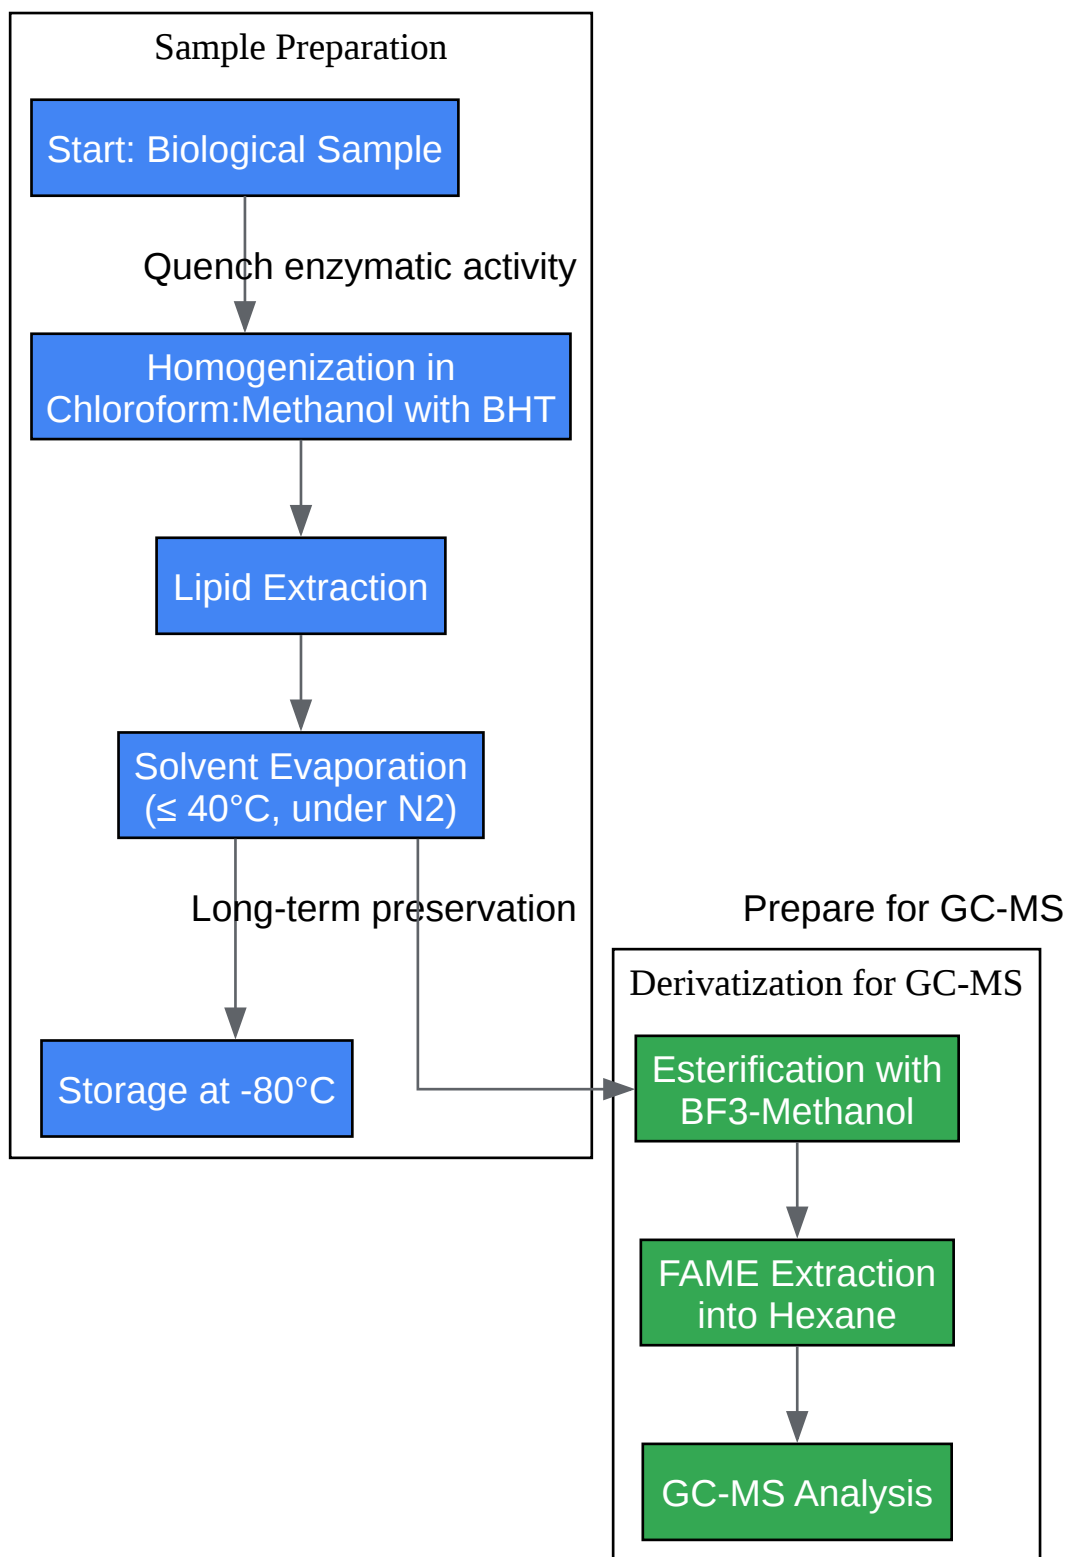 Sample Preparation
Start: Biological Sample
Quench enzymatic activity
Homogenization in
Chloroform:Methanol with BHT
Lipid Extraction
Solvent Evaporation
(≤ 40°C, under N2)
Long-term preservation
Storage at -80°C
Prepare for GC-MS
Derivatization for GC-MS
Esterification with
BF3-Methanol
FAME Extraction
into Hexane
GC-MS Analysis